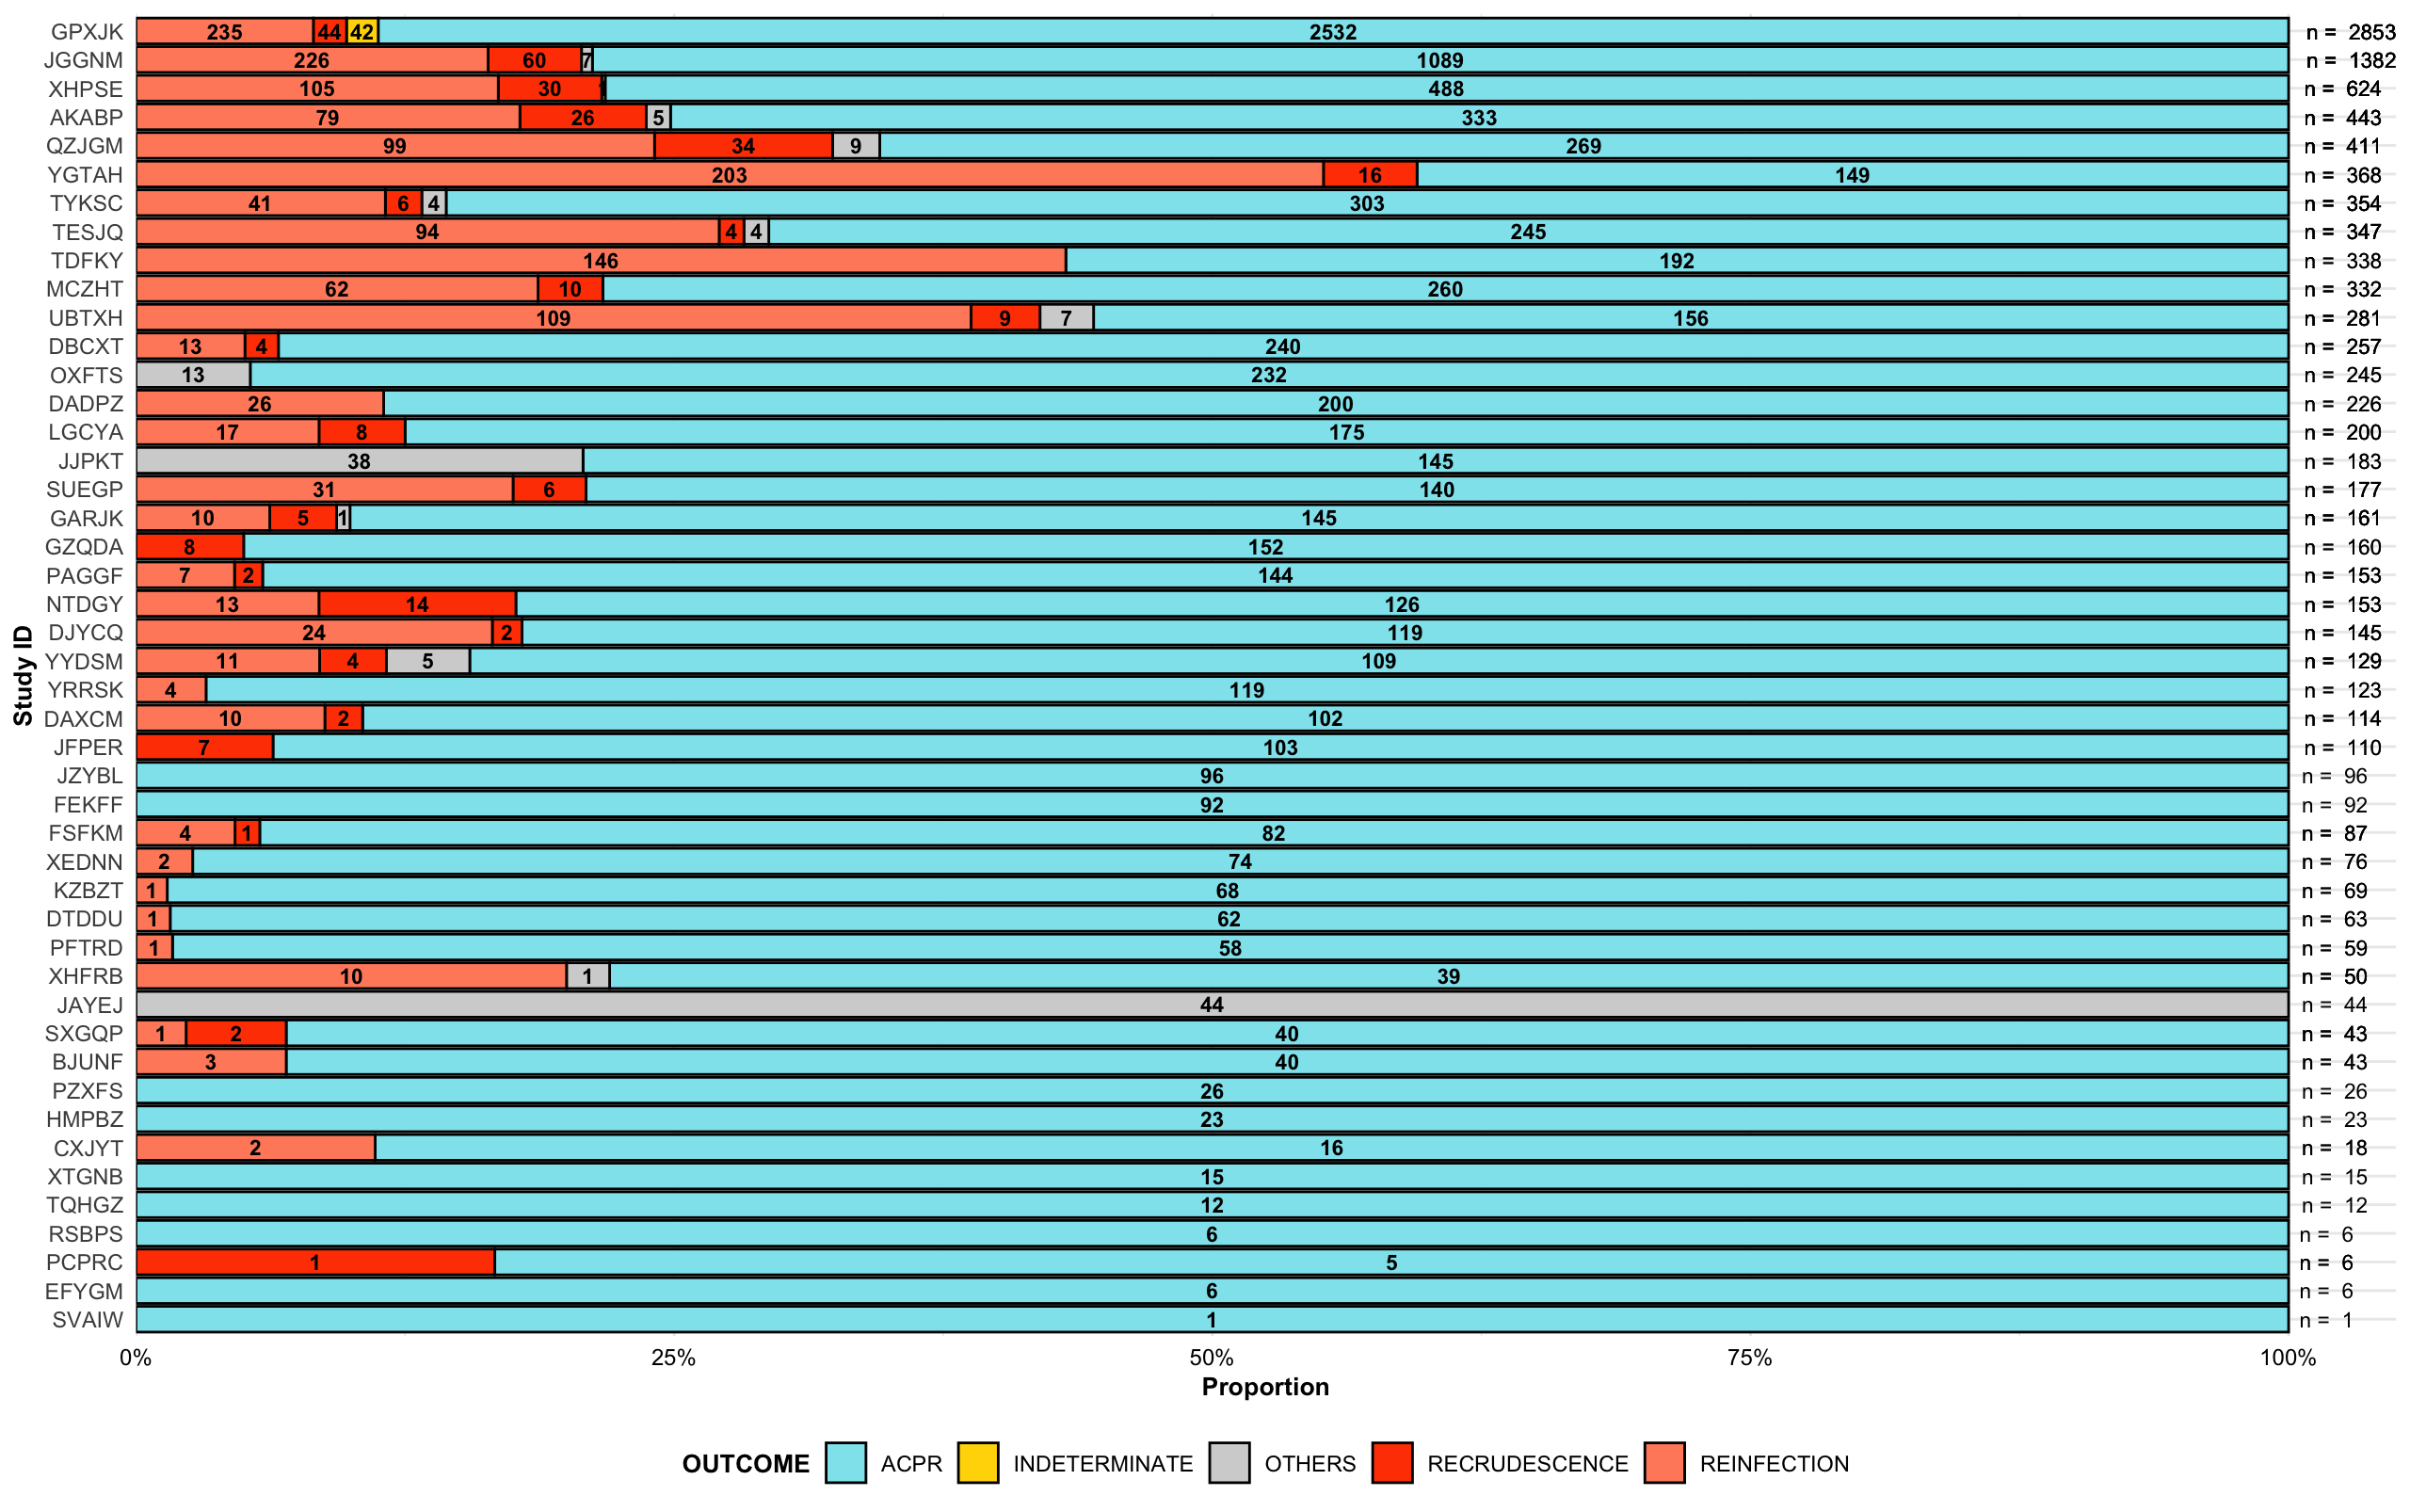 GPXJK 235 44 42 2532 n = 2853
JGGNM 226 60 7 1089 n = 1382
XHPSE 105 30 1 488 n = 624
AKABP 79 26 5 333 n = 443
QZJGM 99 34 9 269 n = 411
YGTAH 203 16 149 n = 368
TYKSC 41 6 4 303 n = 354
TESJQ 94 4 4 245 n = 347
TDFKY 146 192 n = 338
MCZHT 62 10 260 n = 332
UBTXH 109 9 7 156 n = 281
DBCXT 13 4 240 n = 257
OXFTS 13 232 n = 245
DADPZ 26 200 n = 226
LGCYA 17 8 175 n = 200
JJPKT 38 145 n = 183
SUEGP 31 6 140 n = 177
GARJK 10 5 1 145 n = 161
GZQDA 8 152 n = 160
PAGGF 7 2 144 n = 153
NTDGY 13 14 126 n = 153
DJYCQ 24 2 119 n = 145
YYDSM 11 4 5 109 n = 129
YRRSK 4 119 n = 123
DAXCM 10 2 102 n = 114
JFPER 7 103 n = 110
JZYBL 96 n = 96
FEKFF 92 n = 92
FSFKM 4 1 82 n = 87
XEDNN 2 74 n = 76
KZBZT 1 68 n = 69
DTDDU 1 62 n = 63
PFTRD 1 58 n = 59
XHFRB 10 1 39 n = 50
JAYEJ 44 n = 44
SXGQP 1 2 40 n = 43
BJUNF 3 40 n = 43
PZXFS 26 n = 26
HMPBZ 23 n = 23
CXJYT 2 16 n = 18
XTGNB 15 n = 15
TQHGZ 12 n = 12
RSBPS 6 n = 6
PCPRC 1 5 n = 6
EFYGM 6 n = 6
SVAIW 1 n = 1
Study ID
0% 25% 50% 75% 100%
Proportion
OUTCOME ACPR INDETERMINATE OTHERS RECRUDESCENCE REINFECTION